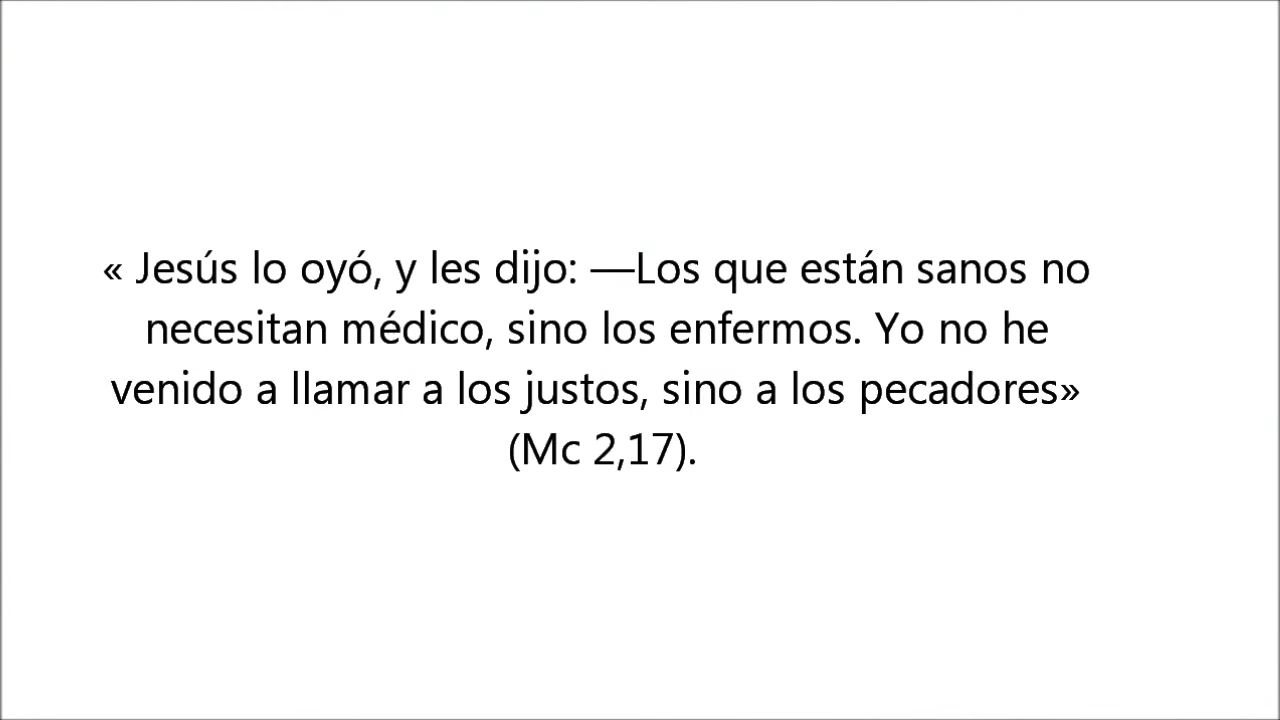 « Jesús lo oyó, y les dijo: —Los que están sanos no
necesitan médico, sino los enfermos. Yo no he
venido a llamar a los justos, sino a los pecadores»
(Mc 2,17).